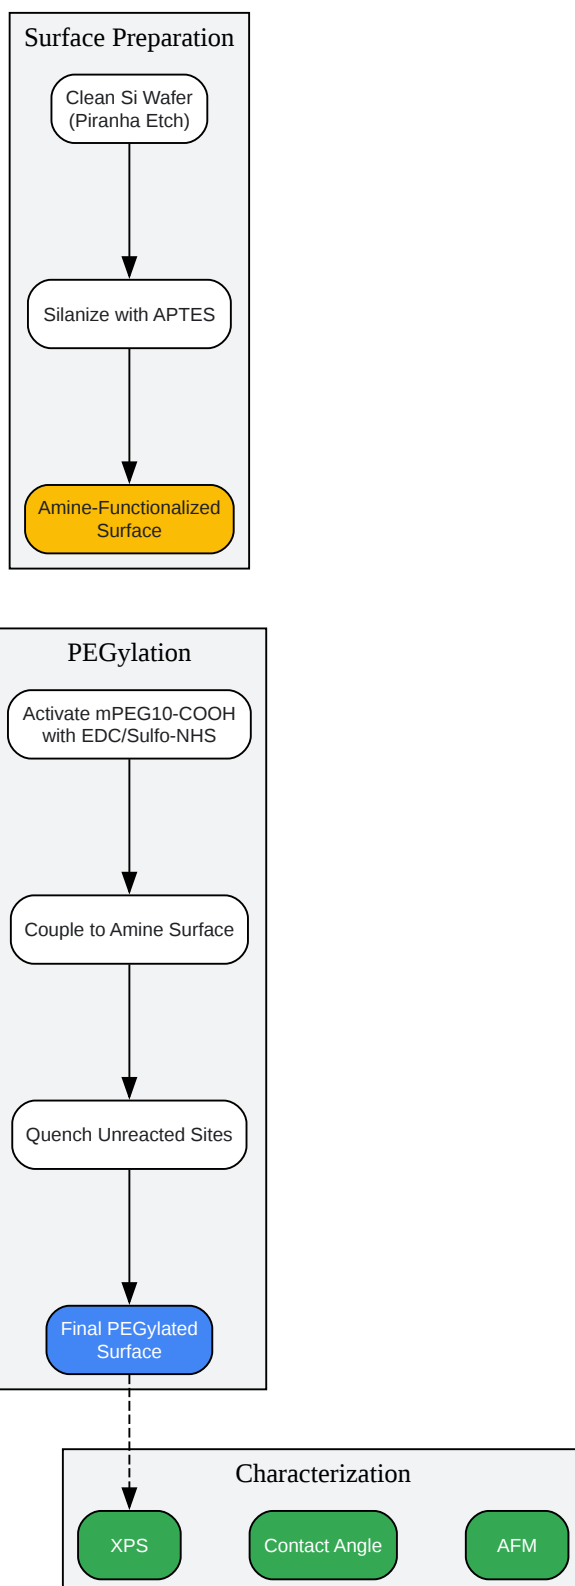 Surface Preparation
Clean Si Wafer
(Piranha Etch)
Silanize with APTES
Amine-Functionalized
Surface
PEGylation
Activate mPEG10-COOH
with EDC/Sulfo-NHS
Couple to Amine Surface
Quench Unreacted Sites
Final PEGylated
Surface
Characterization
XPS
Contact Angle
AFM